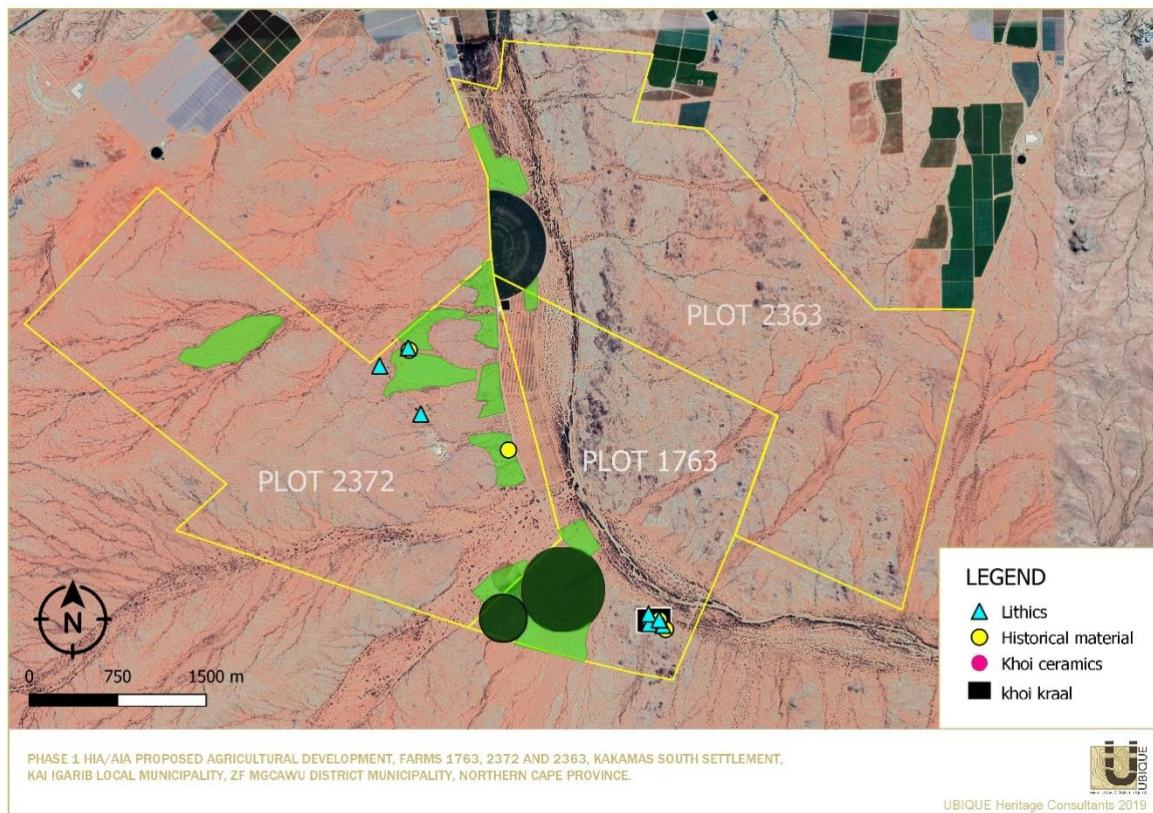 PLOT 2363
PLOT 1763
PLOT 2372
N
0 750 1500 m
LEGEND
Lithics
Historical material
Khoi ceramics
khoi kraal
PHASE 1 HIA/AIA PROPOSED AGRICULTURAL DEVELOPMENT, FARMS 1763, 2372 AND 2363, KAKAMAS SOUTH SETTLEMENT,
KAI !GARIB LOCAL MUNICIPALITY, ZF MGCAWU DISTRICT MUNICIPALITY, NORTHERN CAPE PROVINCE.
UBIQUE
UBIQUE Heritage Consultants 2019